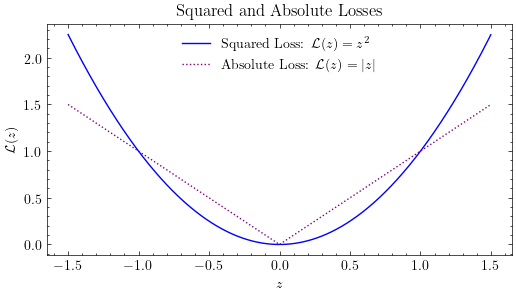 Squared and Absolute Losses
Squared Loss: ℒ(z) = z²
Absolute Loss: ℒ(z) = |z|
ℒ(z)
2.0
1.5
1.0
0.5
0.0
−1.5 −1.0 −0.5 0.0 0.5 1.0 1.5
z